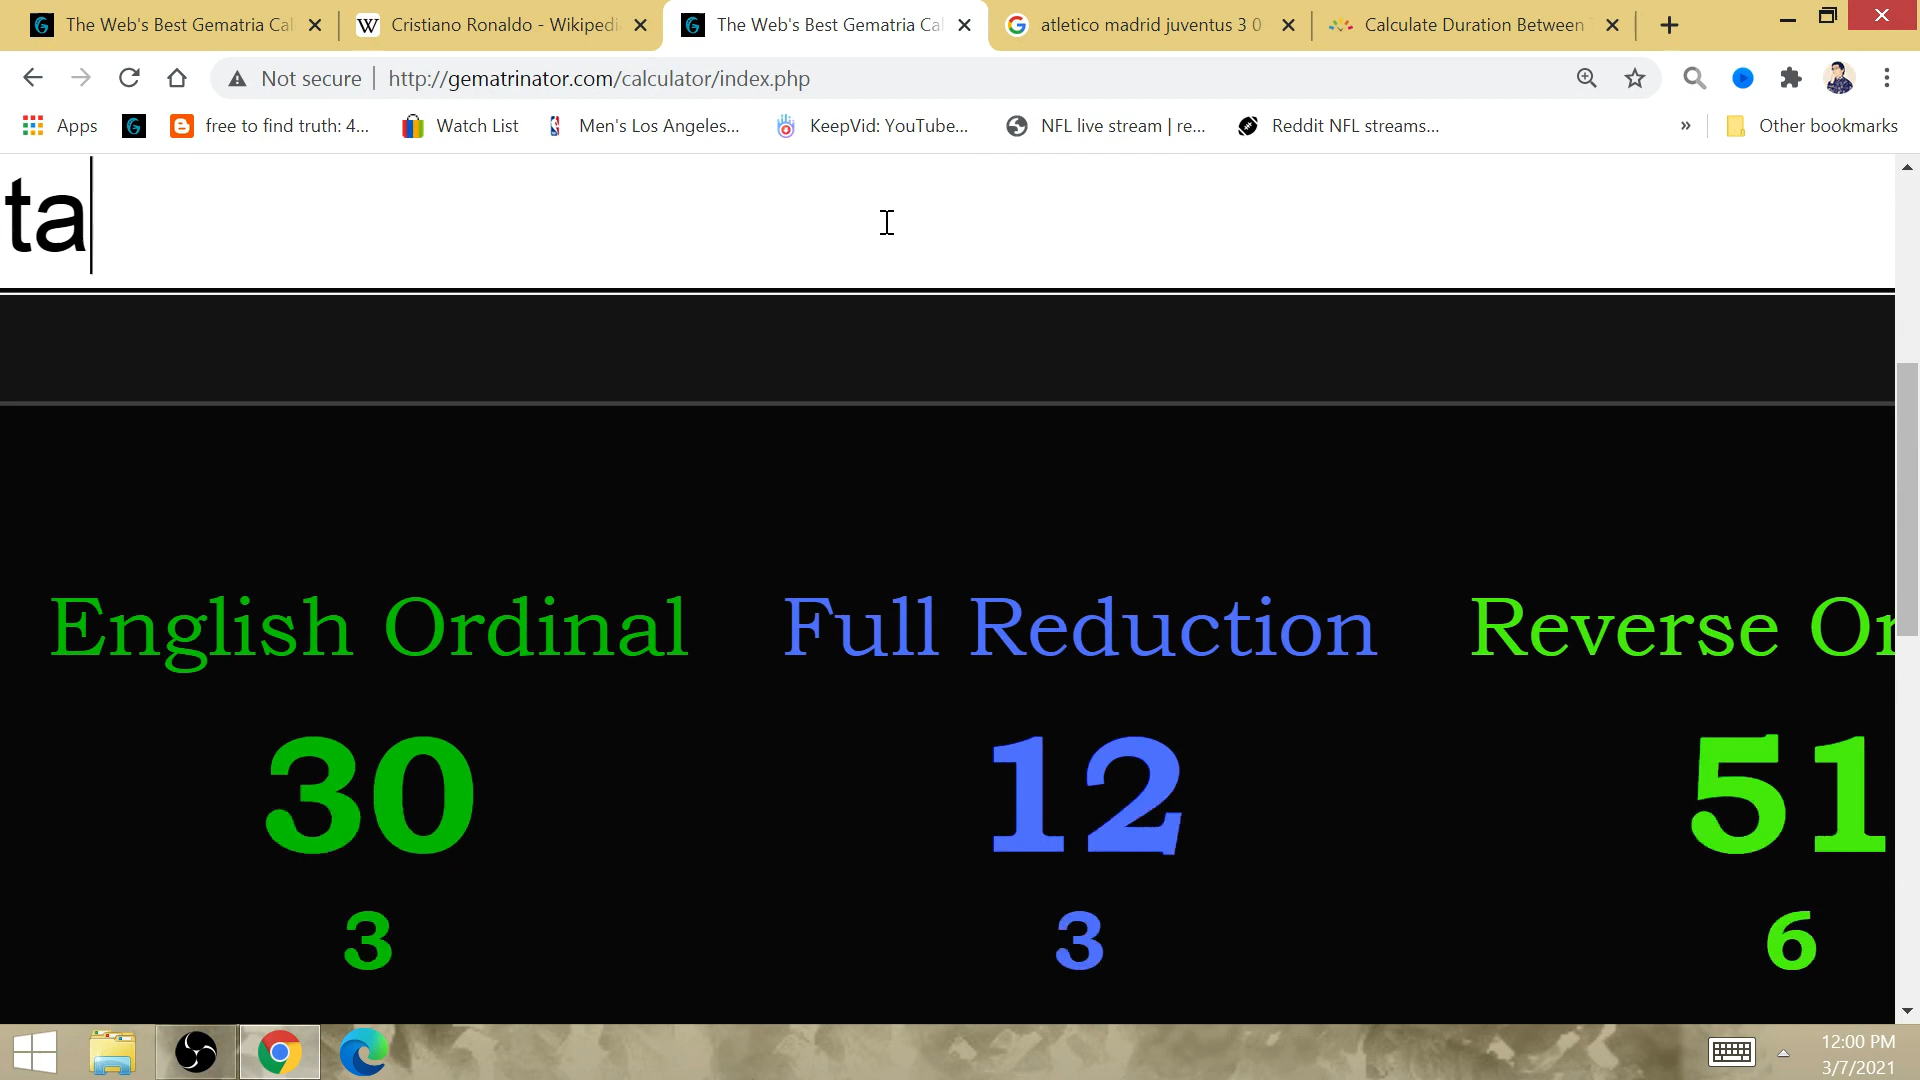 The Web's Best Gematria Cal
Cristiano Ronaldo - Wikipedi
The Web's Best Gematria Cal
atletico madrid juventus 3 0
Calculate Duration Between
Not secure
http://gematrinator.com/calculator/index.php
Apps
free to find truth: 4...
Watch List
Men's Los Angeles...
KeepVid: YouTube...
NFL live stream | re...
Reddit NFL streams...
»
Other bookmarks
ta
English Ordinal
Full Reduction
Reverse Or
30
12
51
3
3
6
12:00 PM
3/7/2021